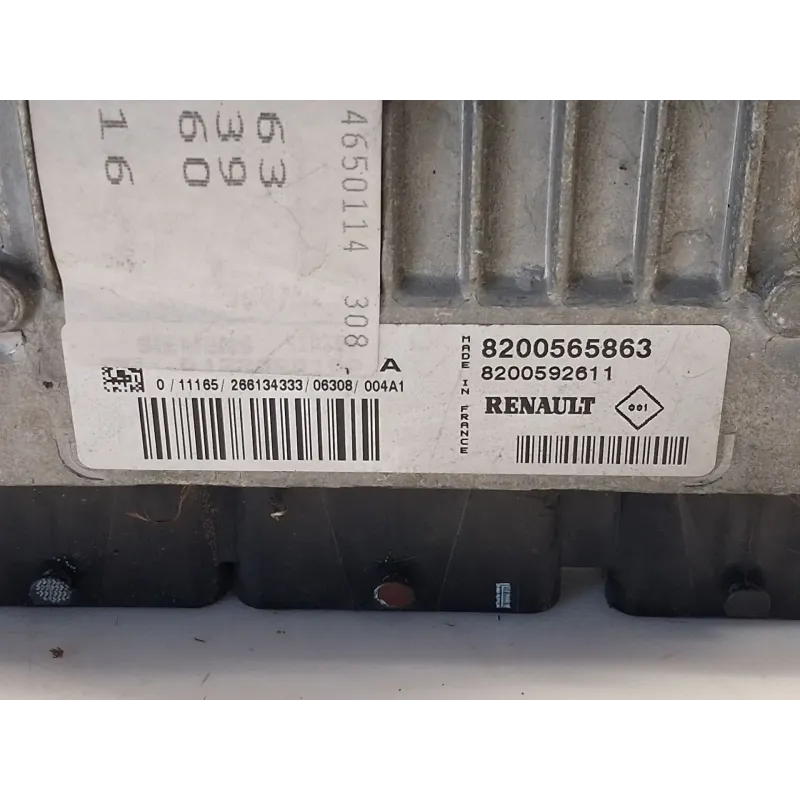 63
39
60
16
4650114 308
A
0/11165/266134333/06308/004A1
MADE IN FRANCE
8200565863
8200592611
RENAULT
001